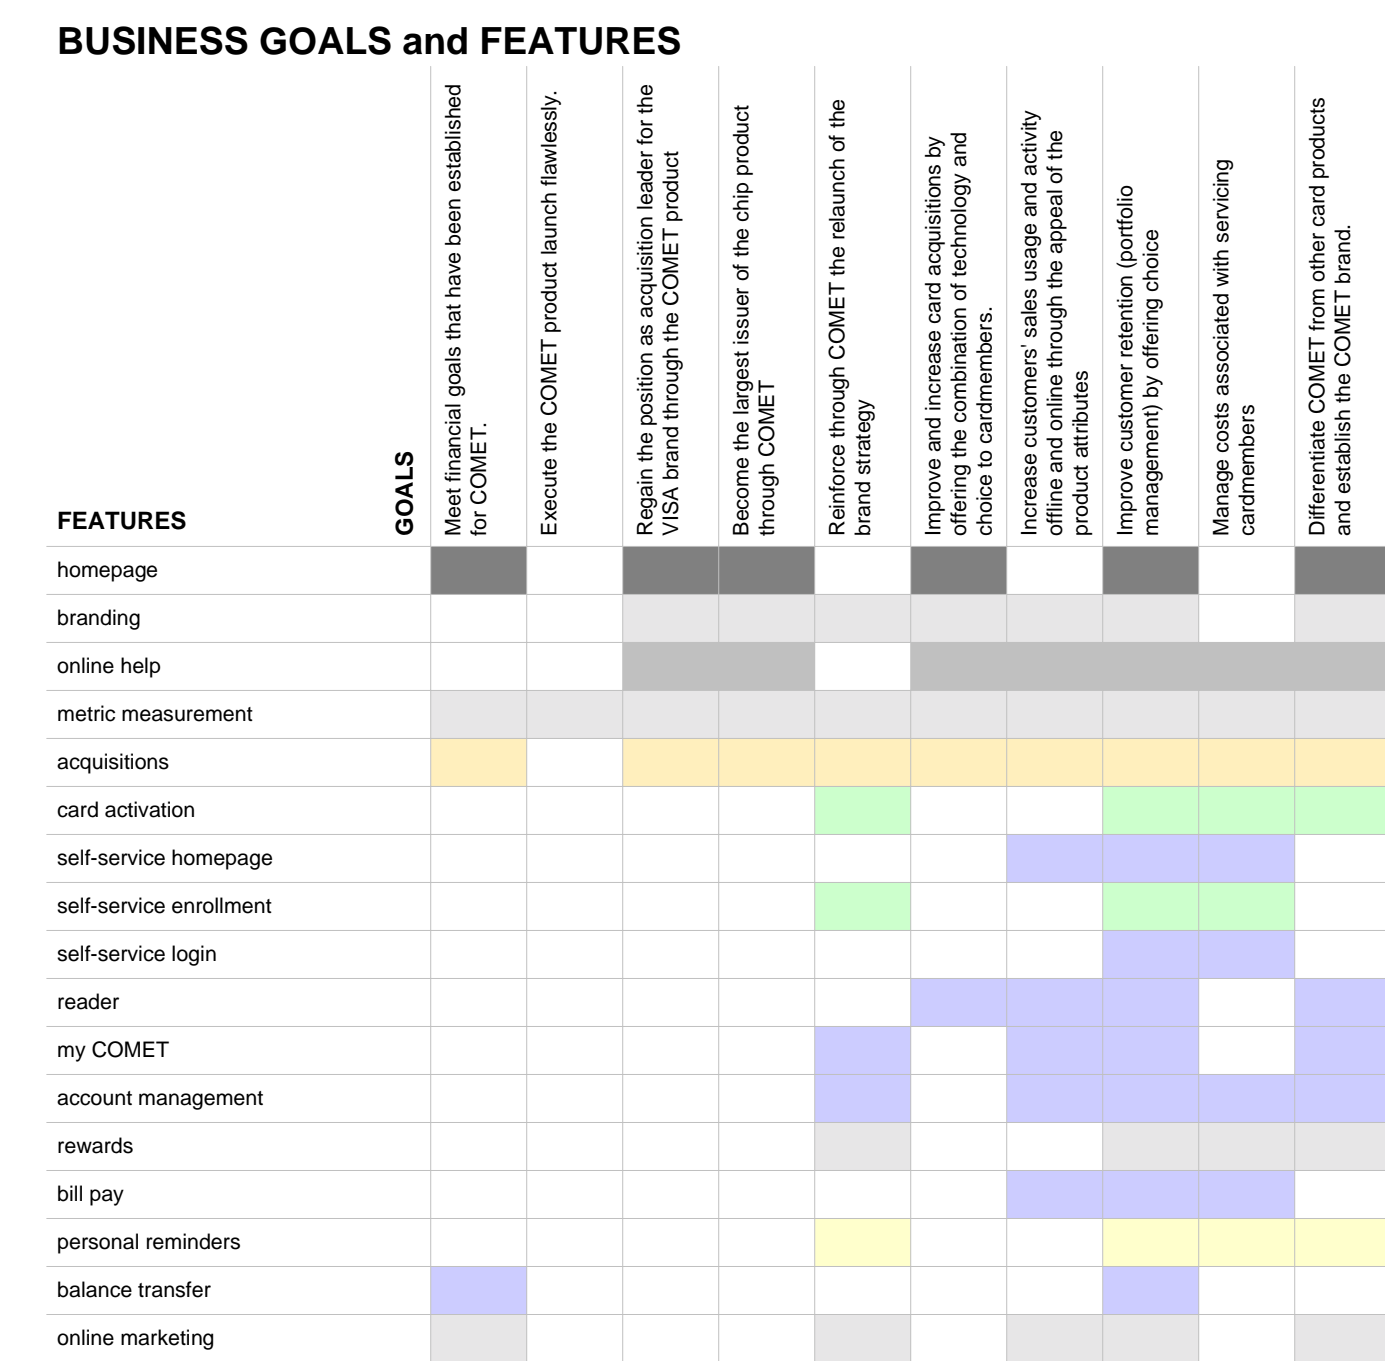 BUSINESS GOALS and FEATURES
FEATURES
GOALS
Meet financial goals that have been established
for COMET.
Execute the COMET product launch flawlessly.
Regain the position as acquisition leader for the
VISA brand through the COMET product
Become the largest issuer of the chip product
through COMET
Reinforce through COMET the relaunch of the
brand strategy
Improve and increase card acquisitions by
offering the combination of technology and
choice to cardmembers.
Increase customers' sales usage and activity
offline and online through the appeal of the
product attributes
Improve customer retention (portfolio
management) by offering choice
Manage costs associated with servicing
cardmembers
Differentiate COMET from other card products
and establish the COMET brand.
homepage
branding
online help
metric measurement
acquisitions
card activation
self-service homepage
self-service enrollment
self-service login
reader
my COMET
account management
rewards
bill pay
personal reminders
balance transfer
online marketing